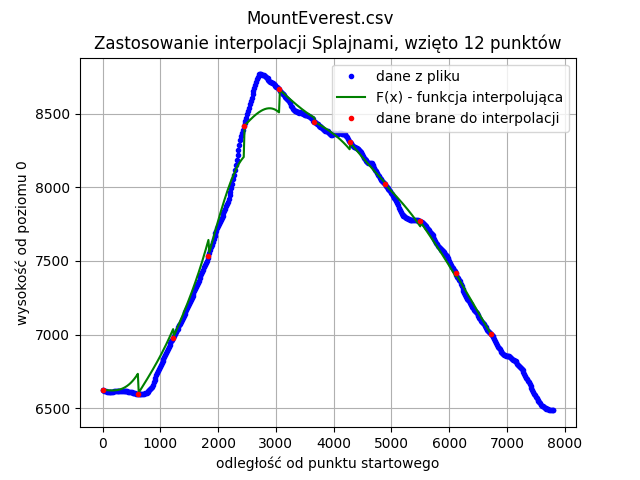 MountEverest.csv
Zastosowanie interpolacji Splajnami, wzięto 12 punktów
dane z pliku
F(x) - funkcja interpolująca
dane brane do interpolacji
wysokość od poziomu 0
8500
8000
7500
7000
6500
0 1000 2000 3000 4000 5000 6000 7000 8000
odległość od punktu startowego